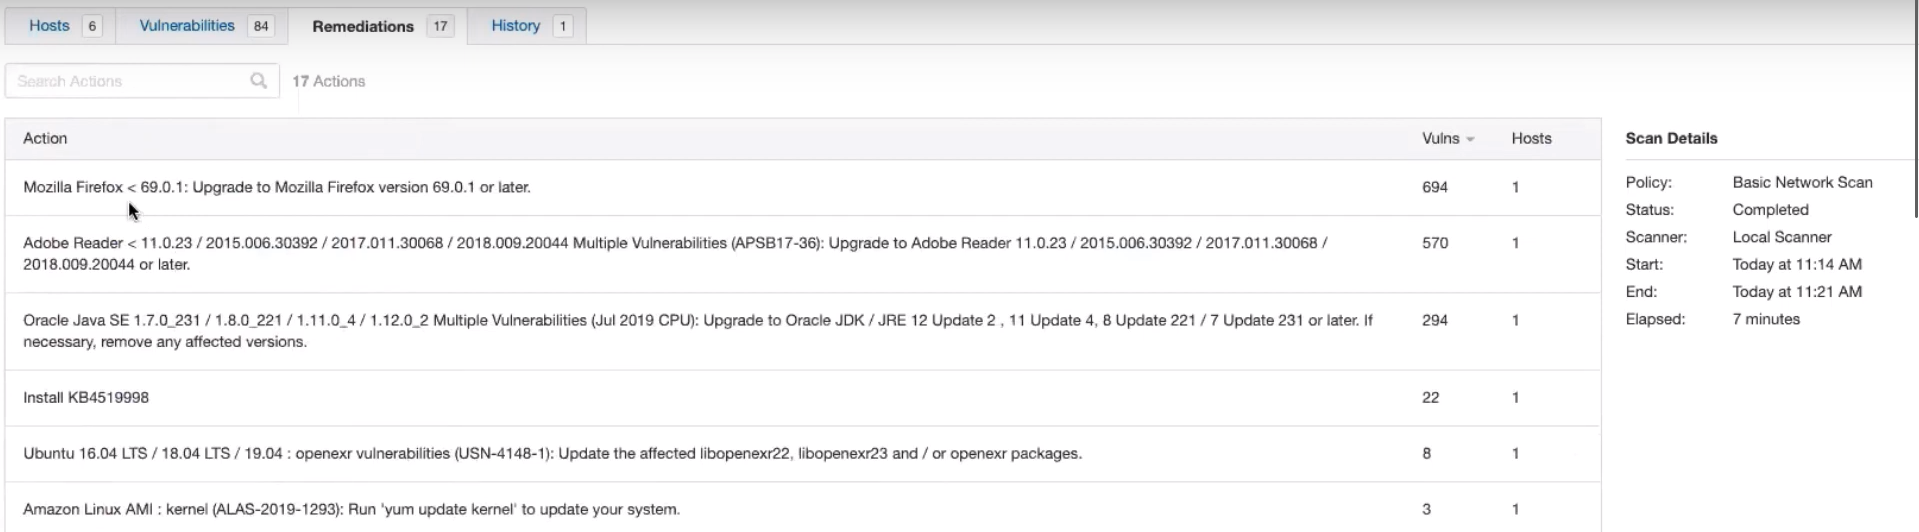 Hosts 6 Vulnerabilities 84 Remediations 17 History 1
Search Actions 17 Actions
Action Vulns Hosts
Mozilla Firefox < 69.0.1: Upgrade to Mozilla Firefox version 69.0.1 or later. 694 1
Adobe Reader < 11.0.23 / 2015.006.30392 / 2017.011.30068 / 2018.009.20044 Multiple Vulnerabilities (APSB17-36): Upgrade to Adobe Reader 11.0.23 / 2015.006.30392 / 2017.011.30068 / 570 1
2018.009.20044 or later.
Oracle Java SE 1.7.0_231 / 1.8.0_221 / 1.11.0_4 / 1.12.0_2 Multiple Vulnerabilities (Jul 2019 CPU): Upgrade to Oracle JDK / JRE 12 Update 2 , 11 Update 4, 8 Update 221 / 7 Update 231 or later. If 294 1
necessary, remove any affected versions.
Install KB4519998 22 1
Ubuntu 16.04 LTS / 18.04 LTS / 19.04 : openexr vulnerabilities (USN-4148-1): Update the affected libopenexr22, libopenexr23 and / or openexr packages. 8 1
Amazon Linux AMI : kernel (ALAS-2019-1293): Run 'yum update kernel' to update your system. 3 1
Scan Details
Policy: Basic Network Scan
Status: Completed
Scanner: Local Scanner
Start: Today at 11:14 AM
End: Today at 11:21 AM
Elapsed: 7 minutes